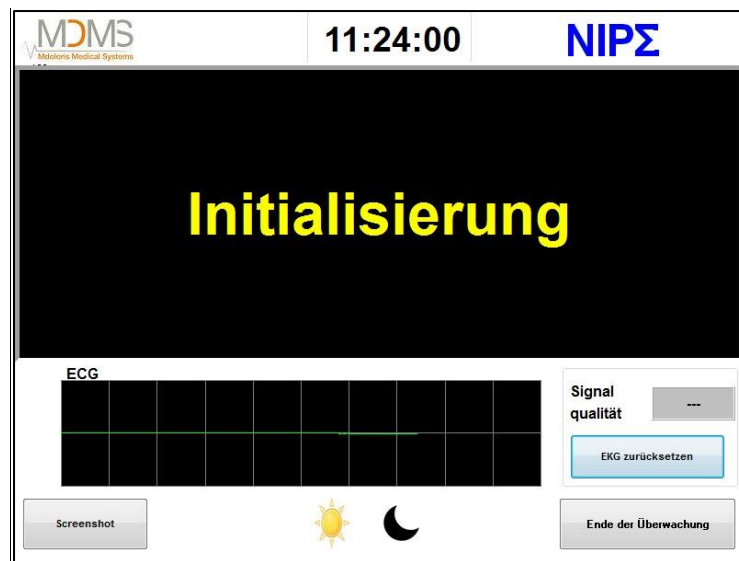 MDMS
Mdoloris Medical Systems
11:24:00
NIPΣ
Initialisierung
ECG
Signal
qualität
---
EKG zurücksetzen
Screenshot
Ende der Überwachung